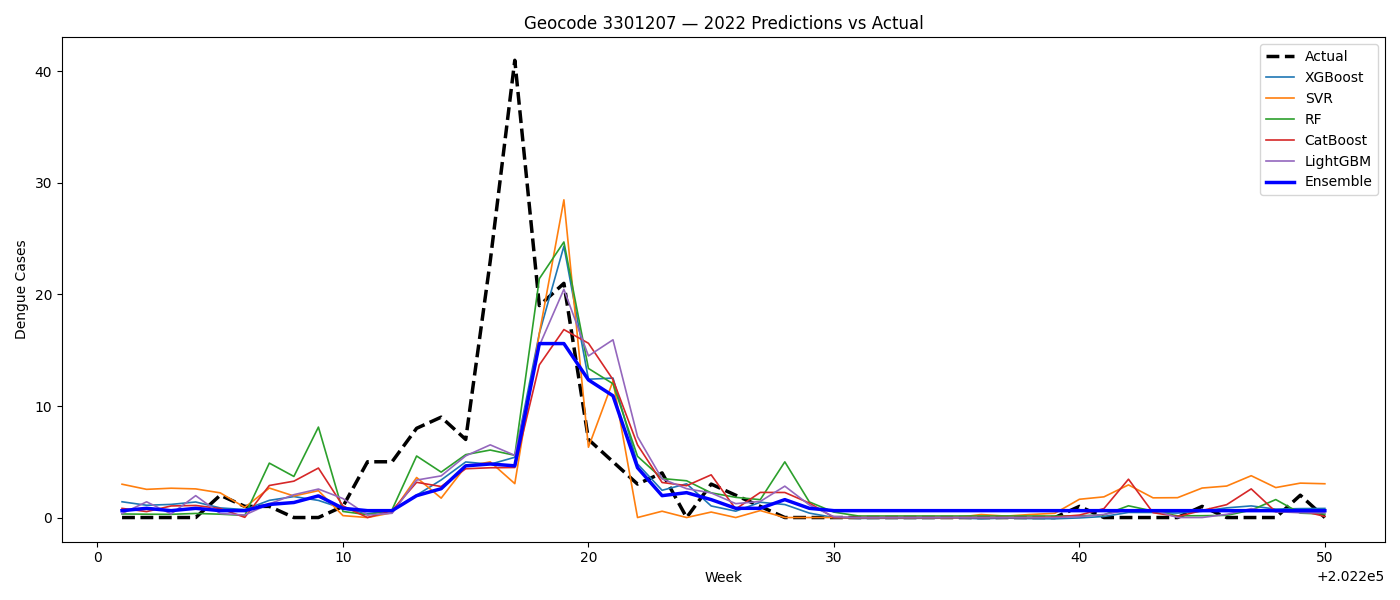 Geocode 3301207 — 2022 Predictions vs Actual
Dengue Cases
40
30
20
10
0
Actual
XGBoost
SVR
RF
CatBoost
LightGBM
Ensemble
0 10 20 30 40 50
Week
+2.022e5